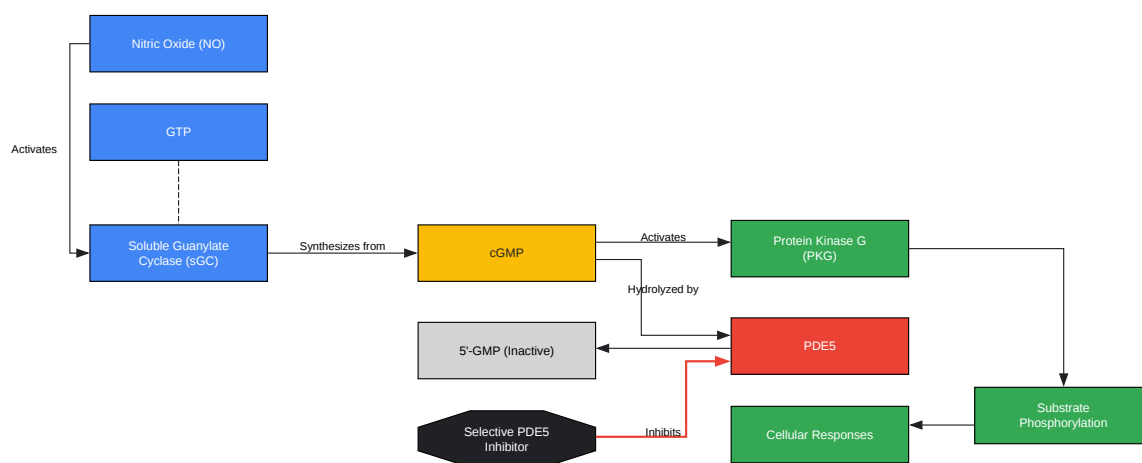 Nitric Oxide (NO)
GTP
Activates
Soluble Guanylate
Cyclase (sGC)
Synthesizes from
cGMP
Activates
Protein Kinase G
(PKG)
Hydrolyzed by
5'-GMP (Inactive)
PDE5
Selective PDE5
Inhibitor
Inhibits
Cellular Responses
Substrate
Phosphorylation